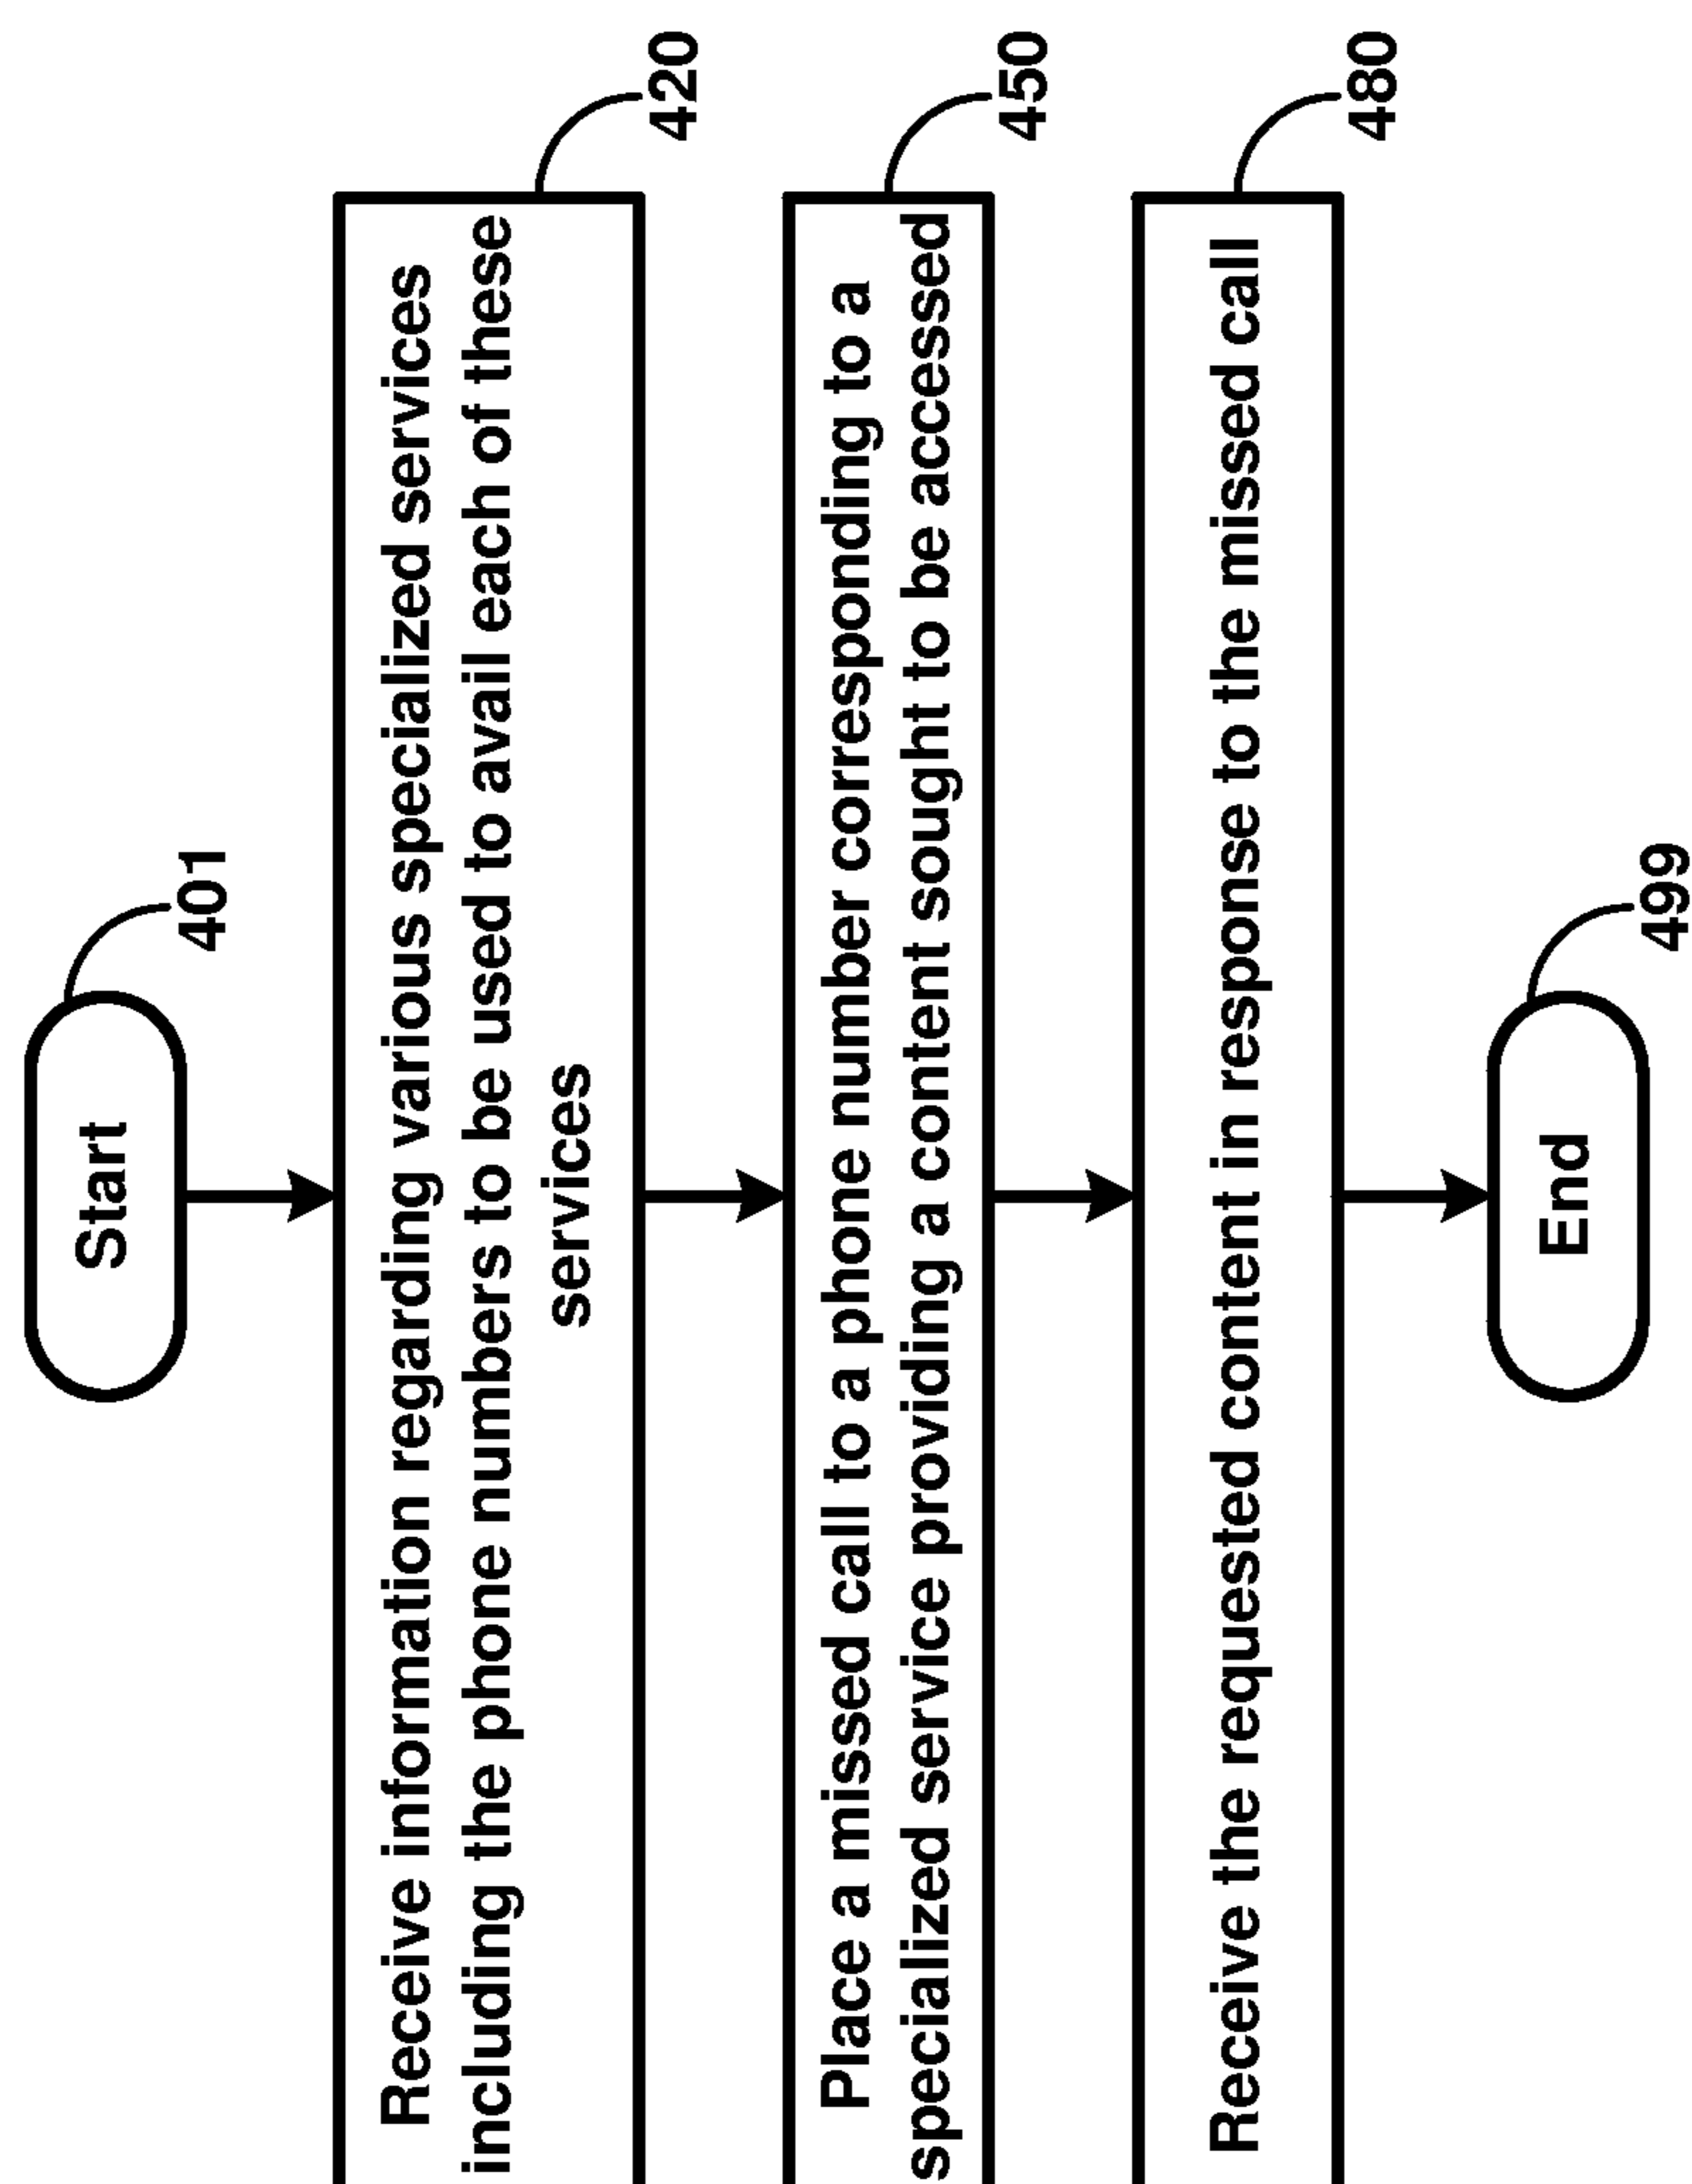 Start
401
Receive information regarding various specialized services
including the phone numbers to be used to avail each of these
services
420
Place a missed call to a phone number corresponding to a
specialized service providing a content sought to be accessed
450
Receive the requested content in response to the missed call
480
End
499